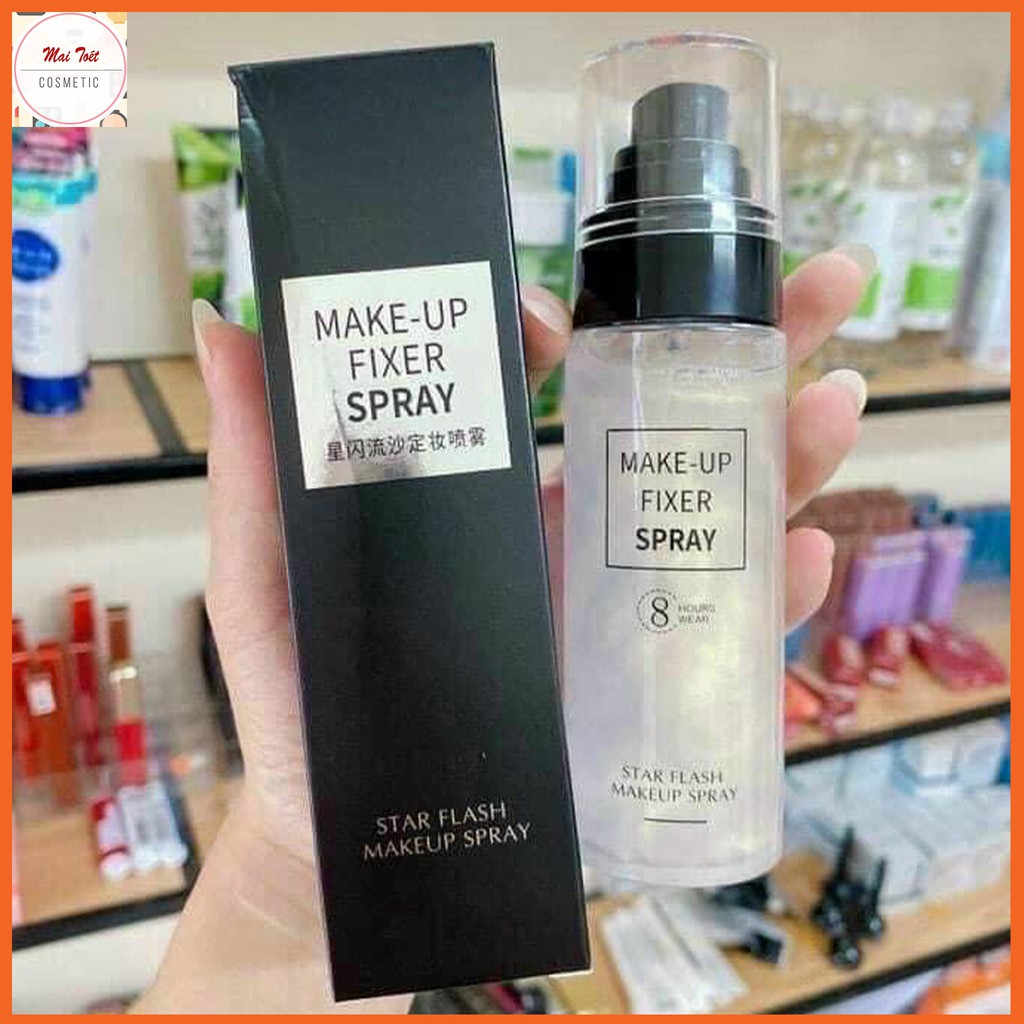 Mai Toët
COSMETIC
MAKE-UP
FIXER
SPRAY
星闪流沙定妆喷雾
STAR FLASH
MAKEUP SPRAY
MAKE-UP
FIXER
SPRAY
8 HOURS
WEAR
STAR FLASH
MAKEUP SPRAY